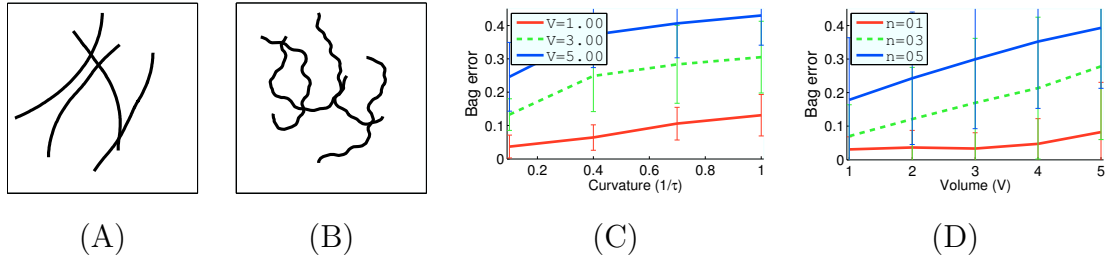 0.4
0.3
0.2
0.1
0
Bag error
V=1.00
V=3.00
V=5.00
0.2 0.4 0.6 0.8 1
Curvature (1/τ)
0.4
0.3
0.2
0.1
0
Bag error
n=01
n=03
n=05
1 2 3 4 5
Volume (V)
(A) (B) (C) (D)